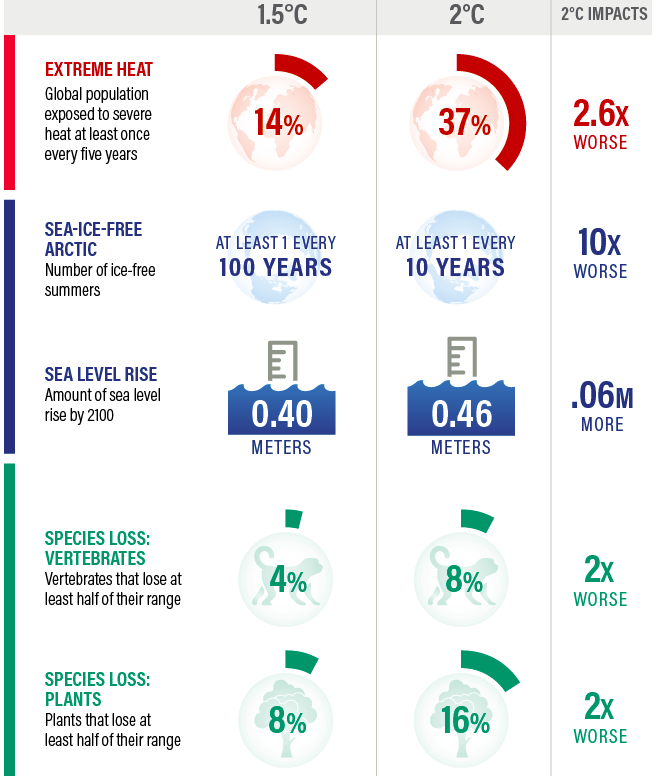 1.5°C
2°C
2°C IMPACTS
EXTREME HEAT
Global population
exposed to severe
heat at least once
every five years
14%
37%
2.6X
WORSE
SEA-ICE-FREE
ARCTIC
Number of ice-free
summers
AT LEAST 1 EVERY
100 YEARS
AT LEAST 1 EVERY
10 YEARS
10X
WORSE
SEA LEVEL RISE
Amount of sea level
rise by 2100
0.40
METERS
0.46
METERS
.06M
MORE
SPECIES LOSS:
VERTEBRATES
Vertebrates that lose at
least half of their range
4%
8%
2X
WORSE
SPECIES LOSS:
PLANTS
Plants that lose at
least half of their range
8%
16%
2X
WORSE